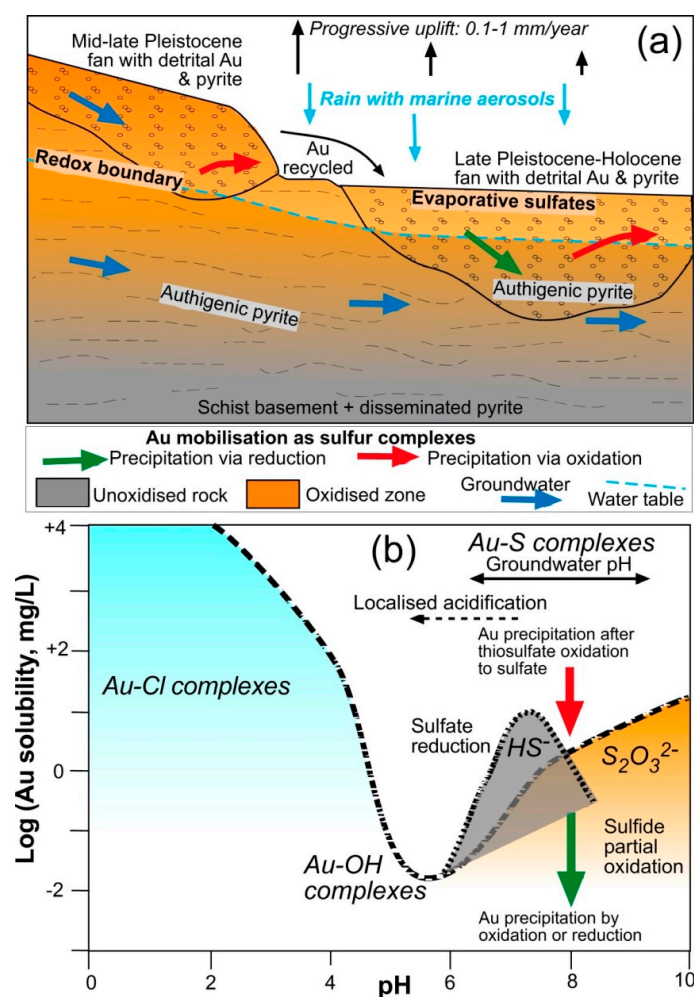 Progressive uplift: 0.1-1 mm/year
(a)
Mid-late Pleistocene
fan with detrital Au
& pyrite
Rain with marine aerosols
Au
recycled
Late Pleistocene-Holocene
fan with detrital Au & pyrite
Redox boundary
Evaporative sulfates
Authigenic pyrite
Authigenic pyrite
Schist basement + disseminated pyrite
Au mobilisation as sulfur complexes
Precipitation via reduction
Precipitation via oxidation
Unoxidised rock
Oxidised zone
Groundwater
Water table
(b)
Au-S complexes
Groundwater pH
Localised acidification
Au precipitation after
thiosulfate oxidation
to sulfate
Au-Cl complexes
Sulfate
reduction
HS⁻
S₂O₃²⁻
Sulfide
partial
oxidation
Au-OH
complexes
Au precipitation by
oxidation or reduction
Log (Au solubility, mg/L)
+4
+2
0
-2
0 2 4 6 8 10
pH